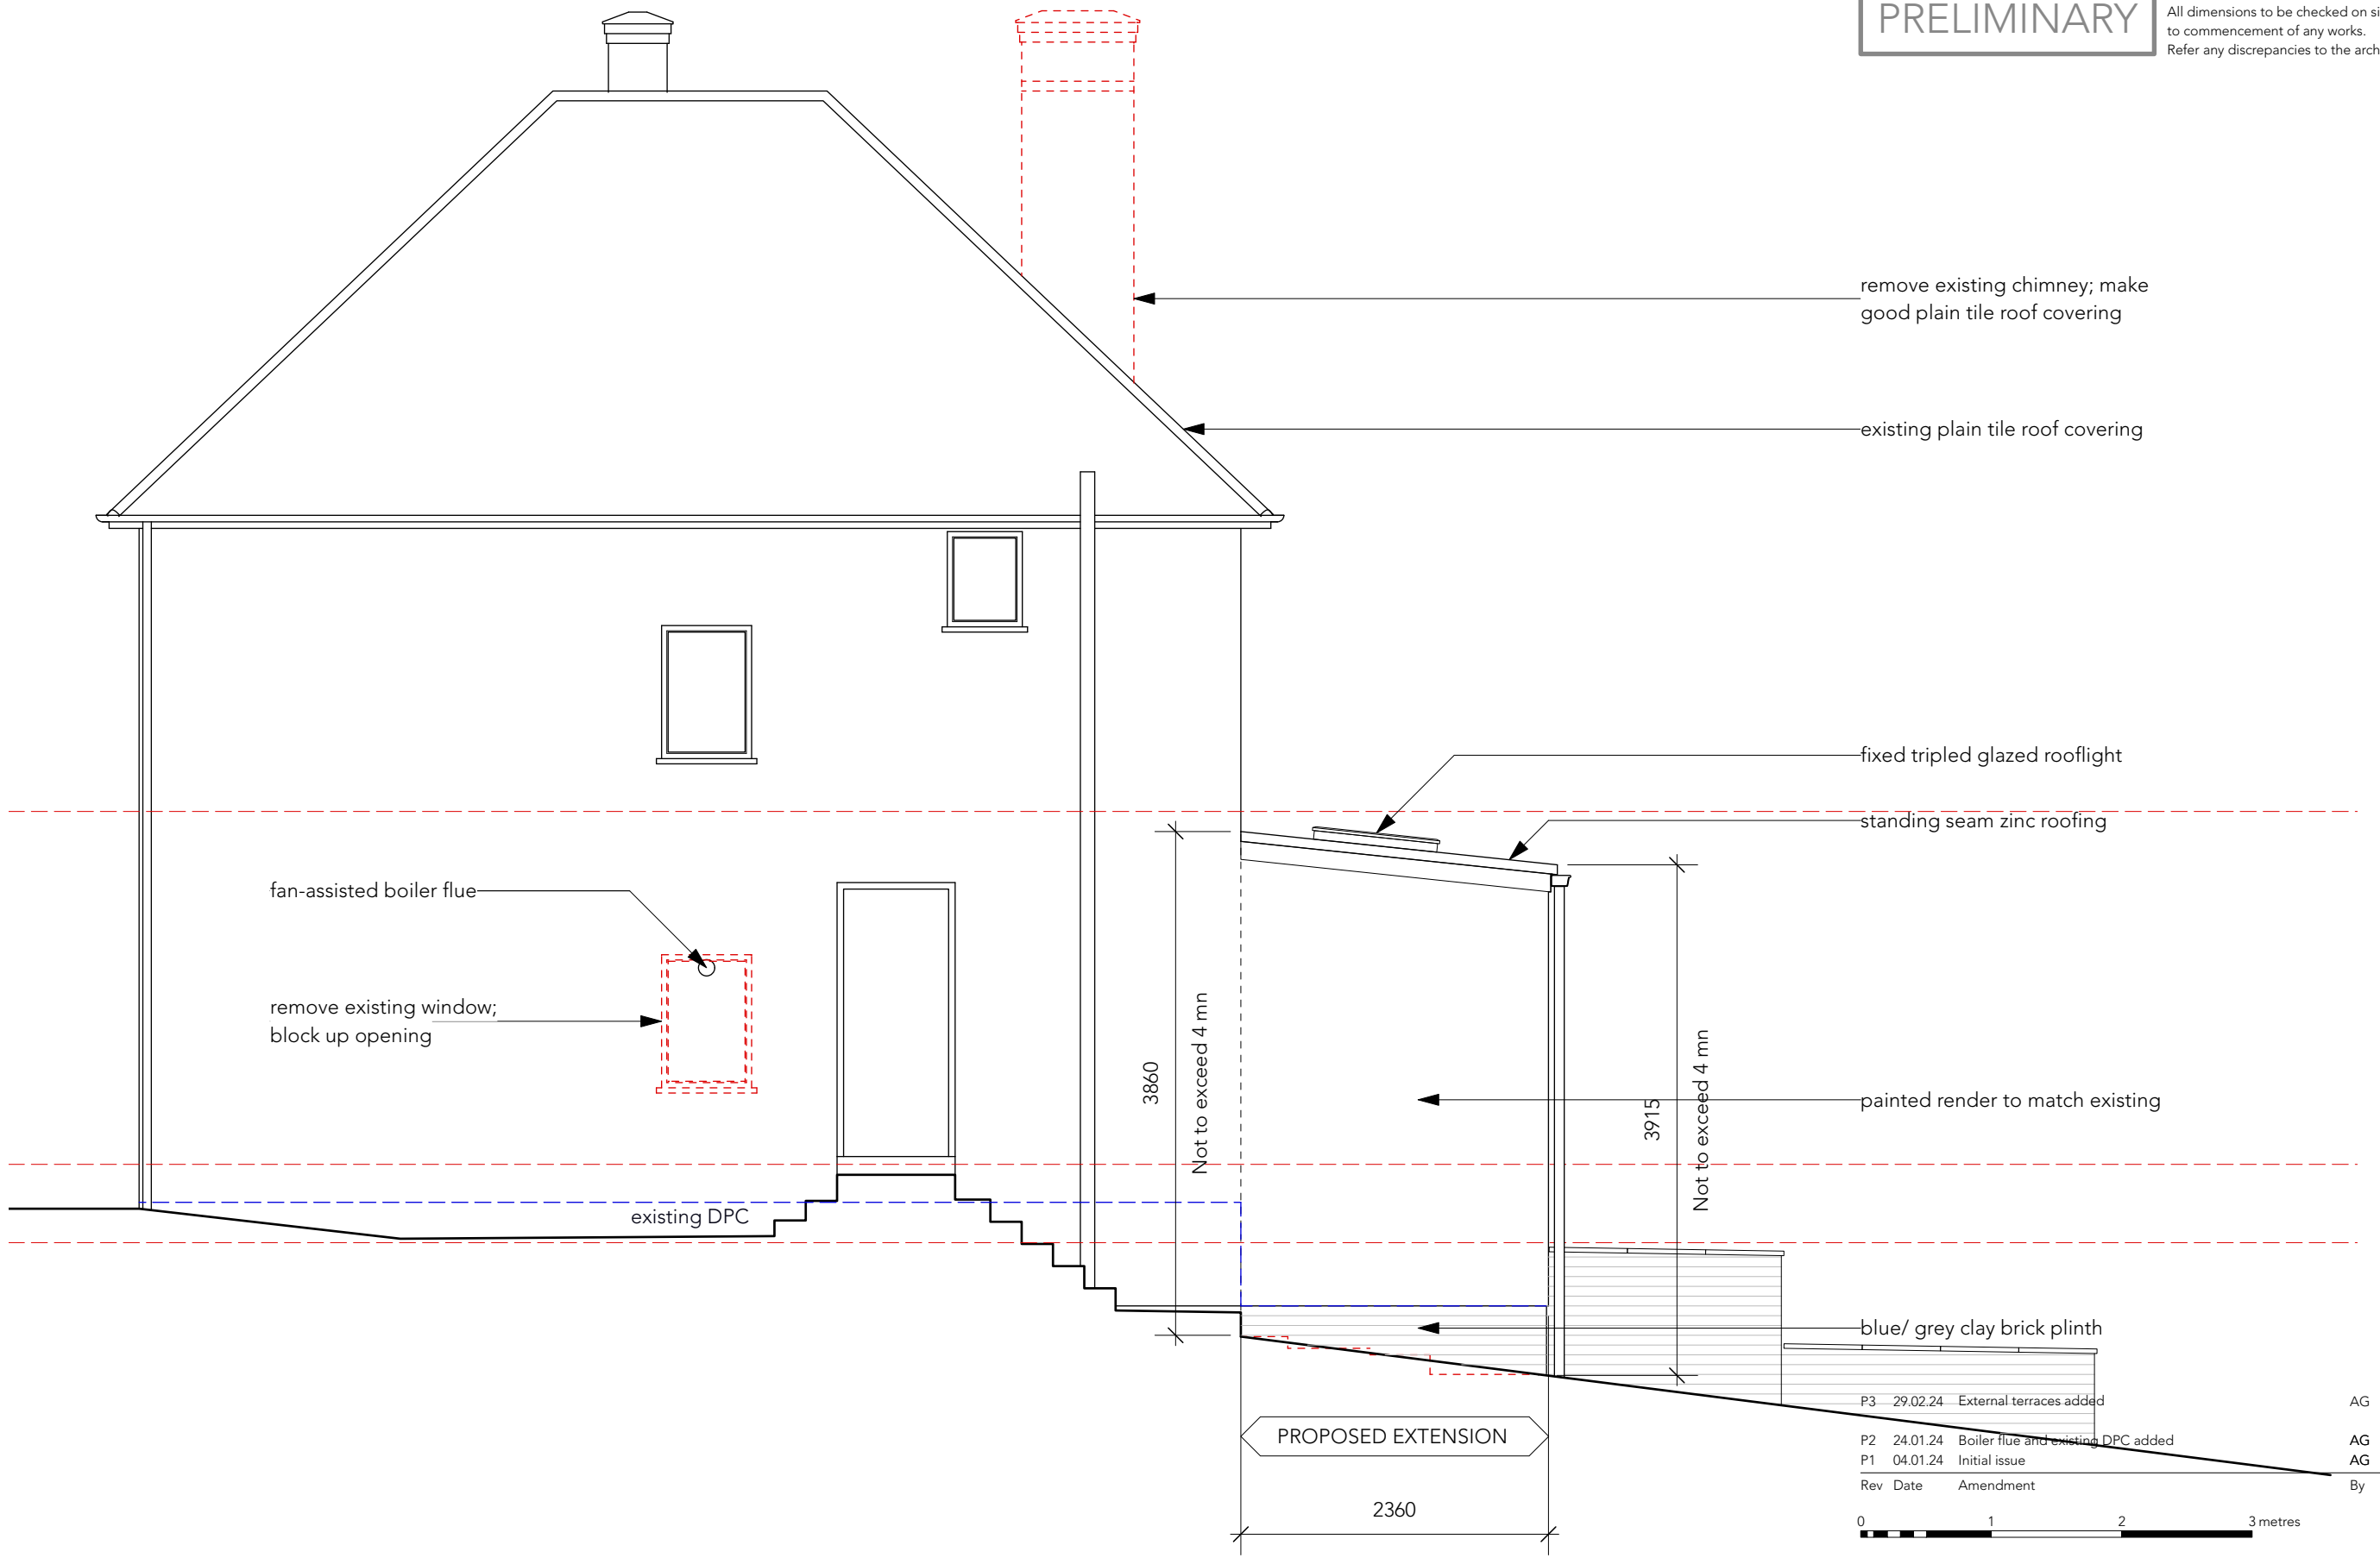 PRELIMINARY
All dimensions to be checked on si
to commencement of any works.
Refer any discrepancies to the arch
remove existing chimney; make
good plain tile roof covering
existing plain tile roof covering
fixed tripled glazed rooflight
standing seam zinc roofing
fan-assisted boiler flue
remove existing window;
block up opening
3860
Not to exceed 4 mn
3915
Not to exceed 4 mn
painted render to match existing
existing DPC
blue/ grey clay brick plinth
PROPOSED EXTENSION
2360
P3 29.02.24 External terraces added AG
P2 24.01.24 Boiler flue and existing DPC added AG
P1 04.01.24 Initial issue AG
Rev Date Amendment By
0 1 2 3 metres